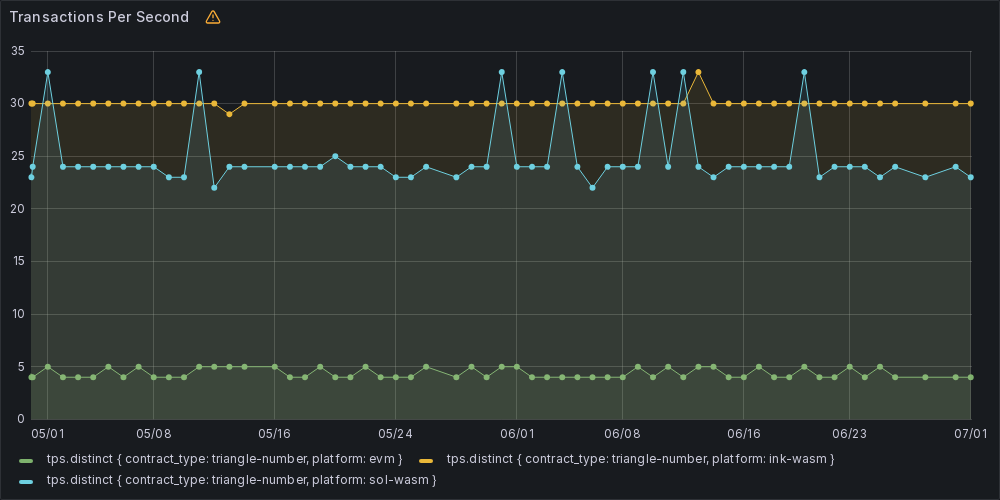 Transactions Per Second
35
30
25
20
15
10
5
0
05/01 05/08 05/16 05/24 06/01 06/08 06/16 06/23 07/01
tps.distinct { contract_type: triangle-number, platform: evm } tps.distinct { contract_type: triangle-number, platform: ink-wasm }
tps.distinct { contract_type: triangle-number, platform: sol-wasm }